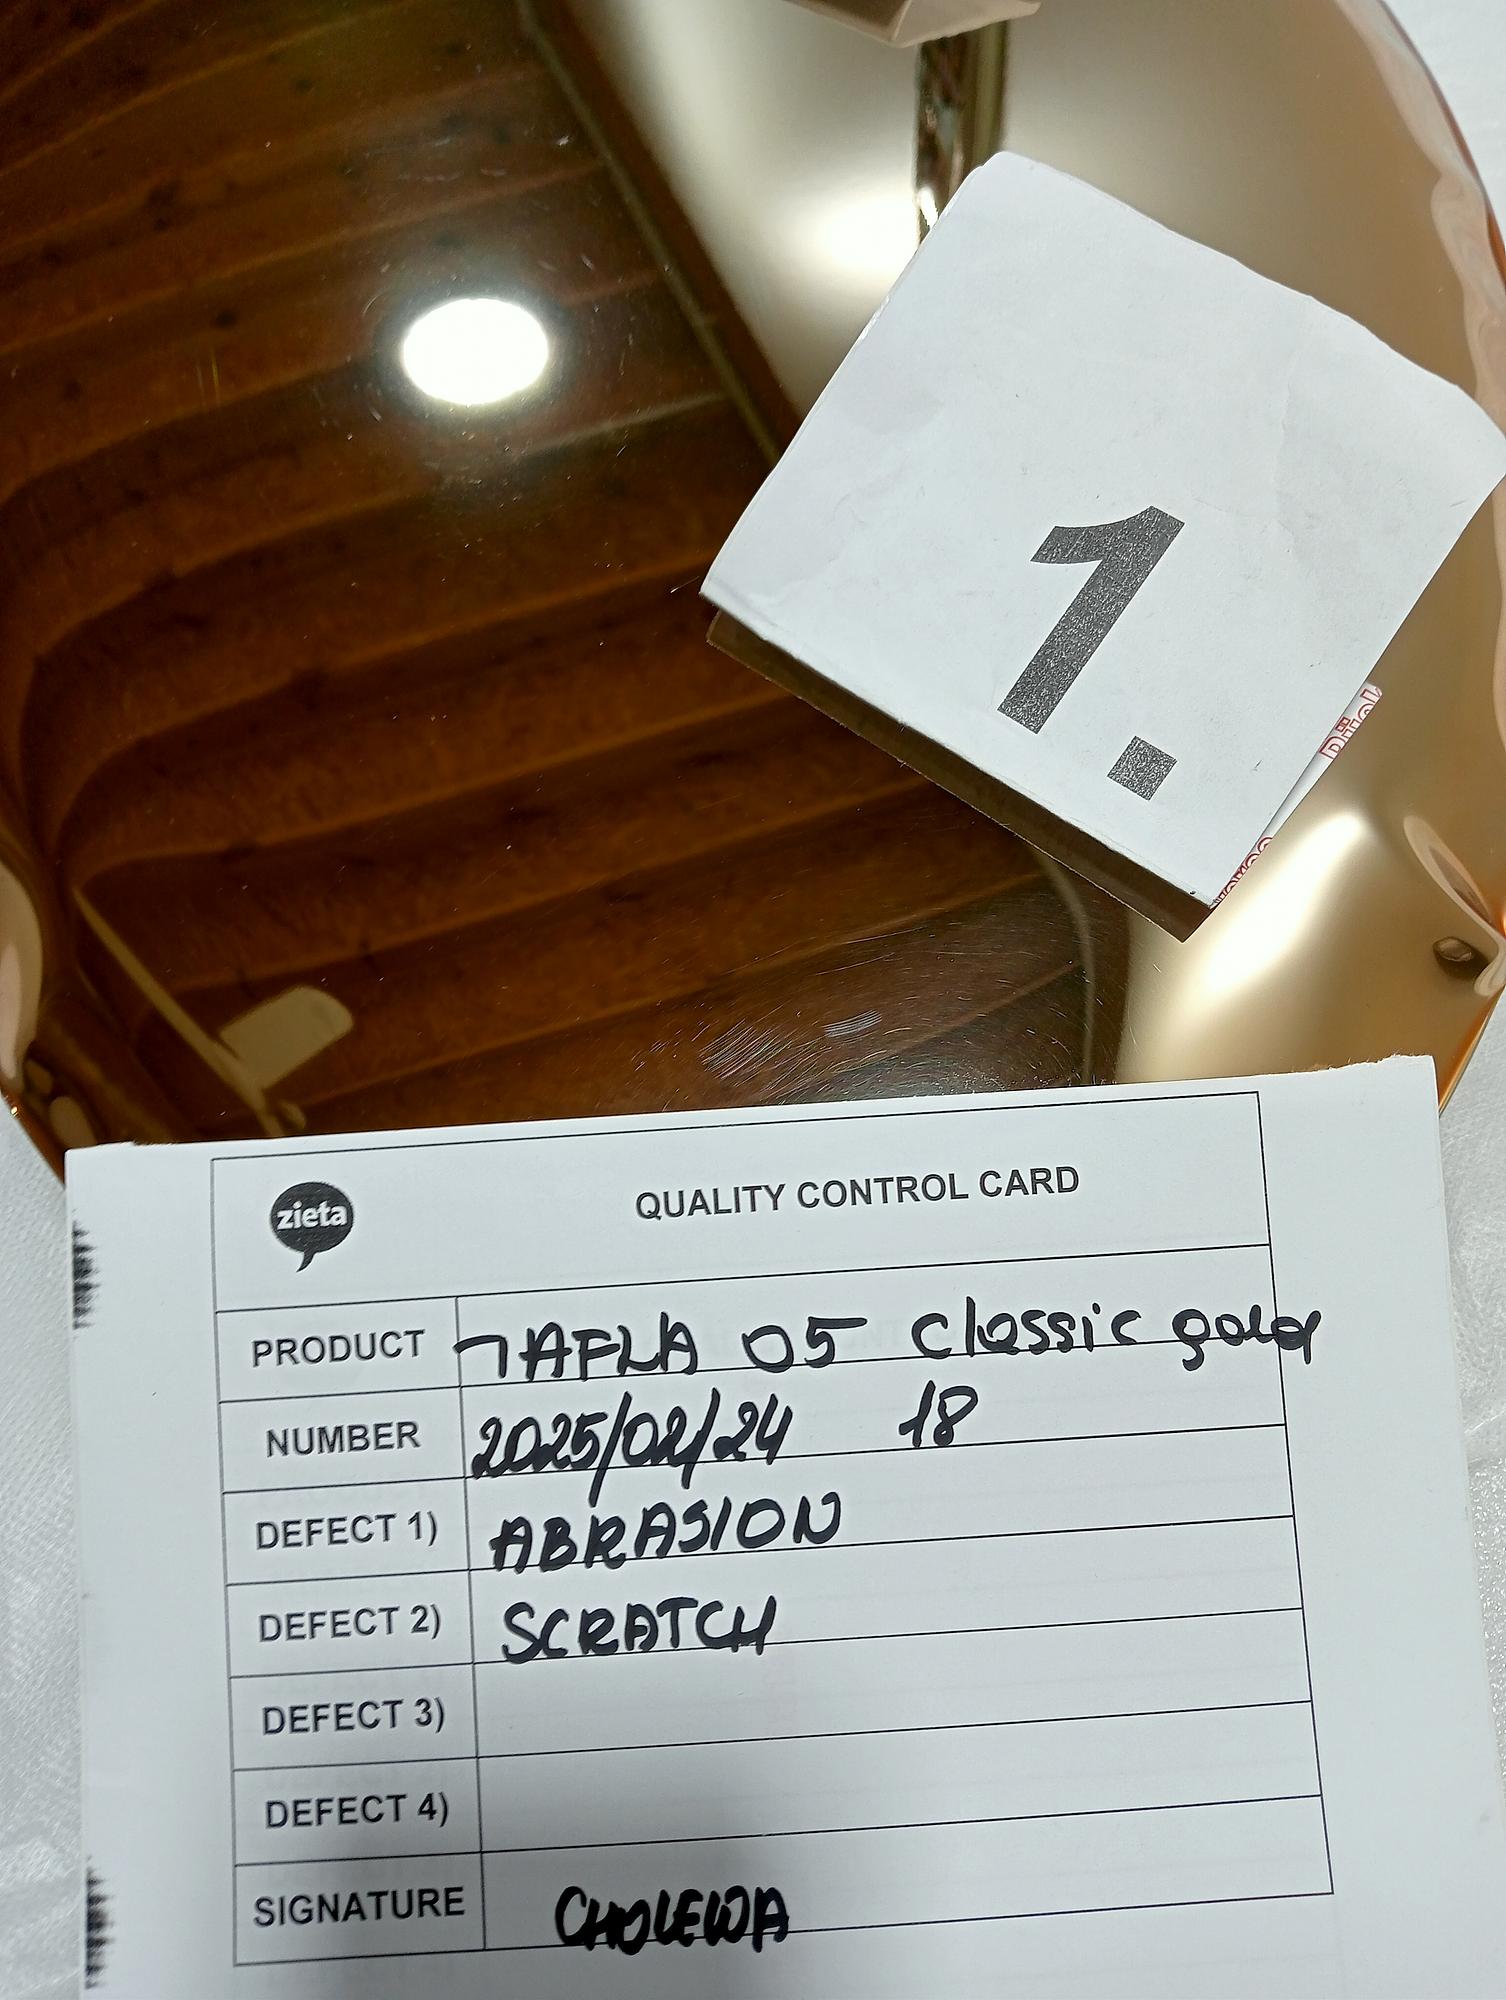 1.
zieta
QUALITY CONTROL CARD
PRODUCT TAFLA O5 Classic gold
NUMBER 2025/02/24 18
DEFECT 1) ABRASION
DEFECT 2) SCRATCH
DEFECT 3)
DEFECT 4)
SIGNATURE CHOLEWA